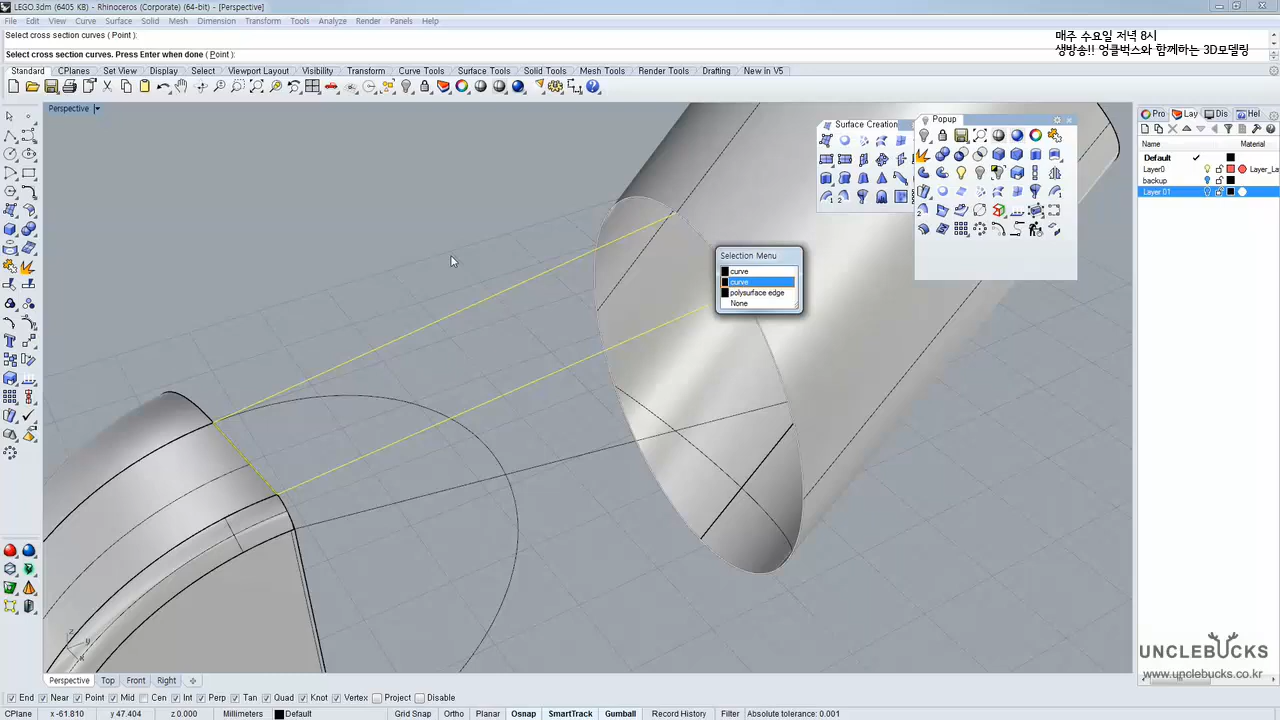 LEGO.3dm (6405 KB) - Rhinoceros (Corporate) (64-bit) - [Perspective]
File Edit View Curve Surface Solid Mesh Dimension Transform Tools Analyze Render Panels Help
Select cross section curves ( Point ):
Select cross section curves. Press Enter when done ( Point ):
매주 수요일 저녁 8시
생방송!! 엉클벅스와 함께하는 3D모델링
Standard CPlanes Set View Display Select Viewport Layout Visibility Transform Curve Tools Surface Tools Solid Tools Mesh Tools Render Tools Drafting New in V5
Perspective
Surface Creation
Popup
Pro Lay Dis Hel
Name Material
Default
Layer0 Layer_La
backup
Layer 01
Selection Menu
curve
curve
polysurface edge
None
z y x
UNCLEBUCKS
www.unclebucks.co.kr
Perspective Top Front Right
End Near Point Mid Cen Int Perp Tan Quad Knot Vertex Project Disable
CPlane x -61.810 y 47.404 z 0.000 Millimeters Default Grid Snap Ortho Planar Osnap SmartTrack Gumball Record History Filter Absolute tolerance: 0.001